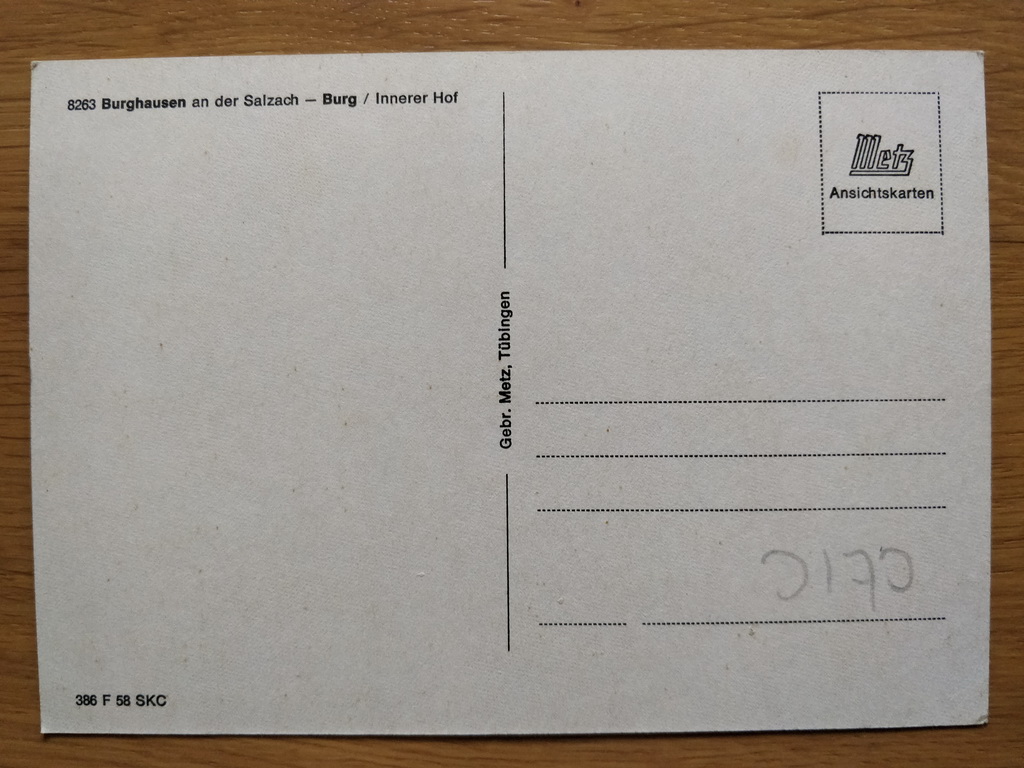 8263 Burghausen an der Salzach — Burg / Innerer Hof
Gebr. Metz, Tübingen
Metz
Ansichtskarten
386 F 58 SKC